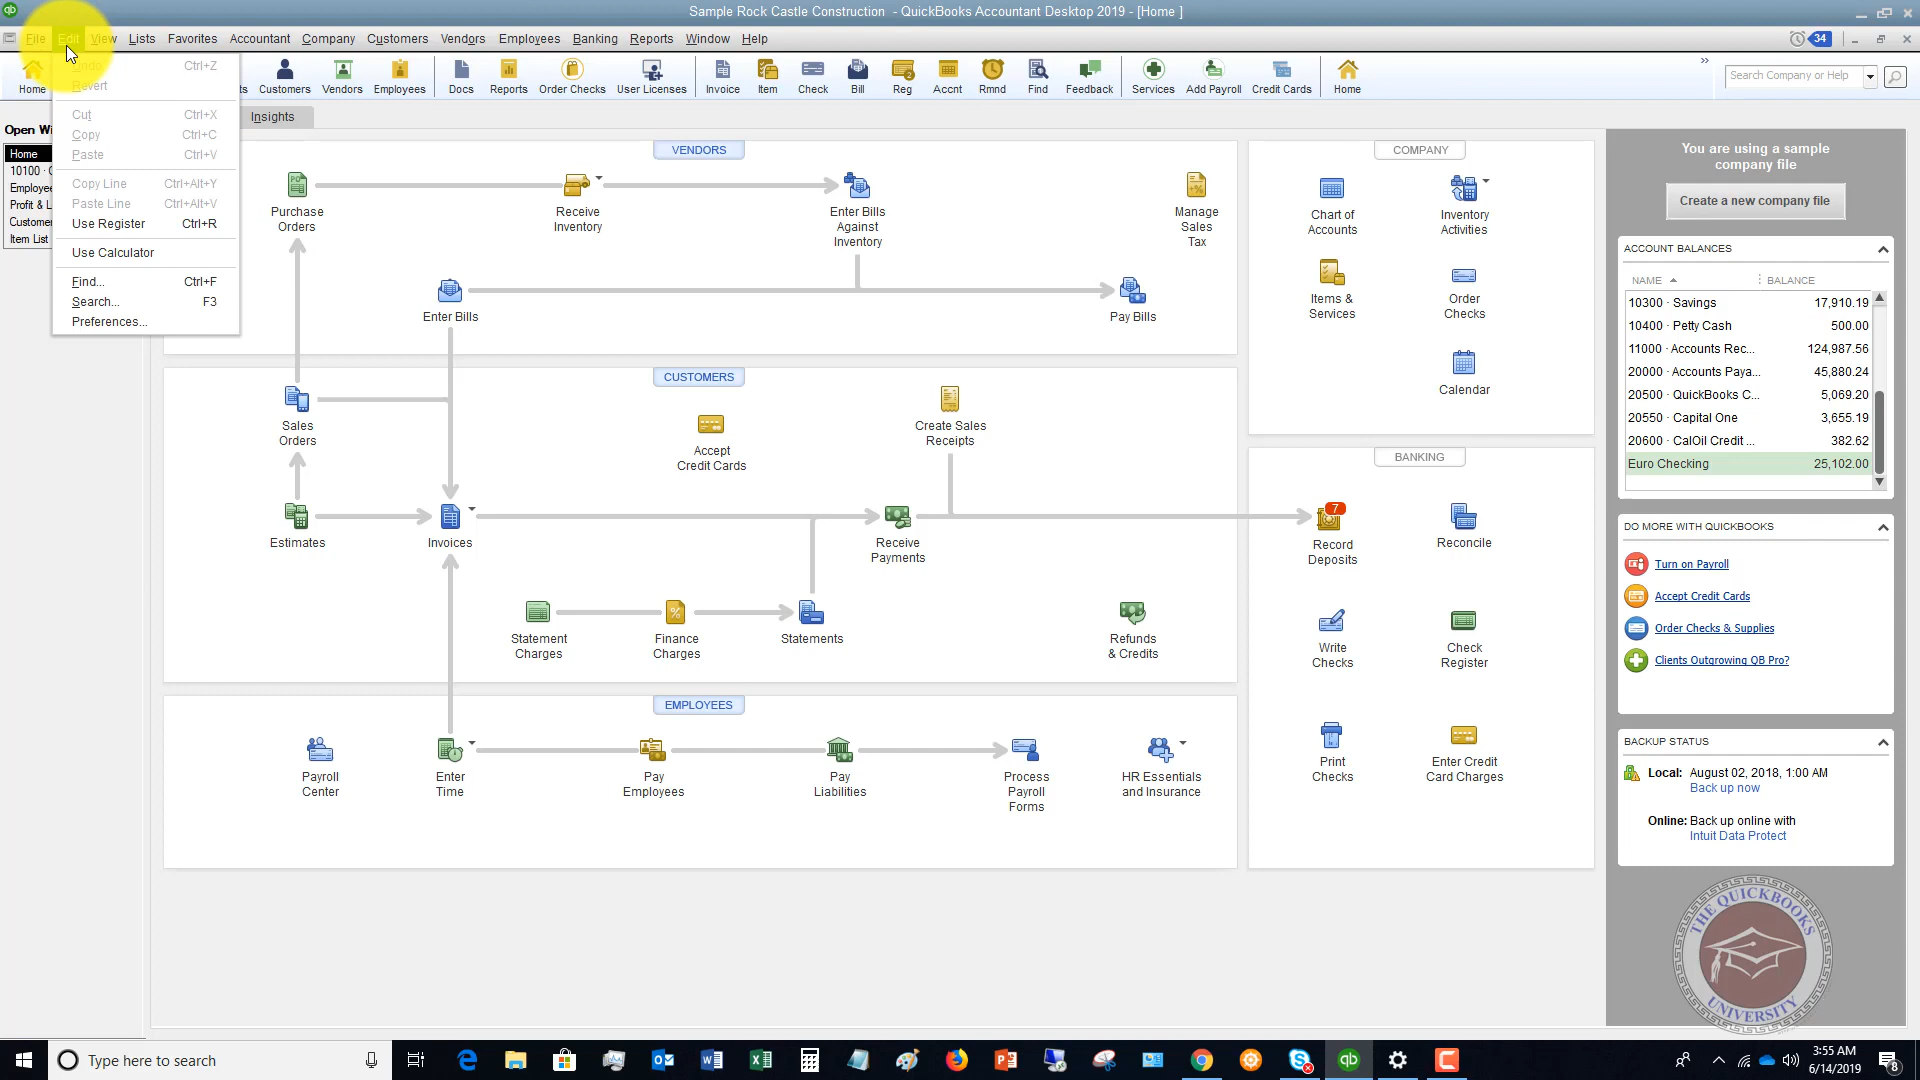 Sample Rock Castle Construction - QuickBooks Accountant Desktop 2019 - [Home ]
File Edit View Lists Favorites Accountant Company Customers Vendors Employees Banking Reports Window Help
34
Home
Customers Vendors Employees Docs Reports Order Checks User Licenses Invoice Item Check Bill Reg Accnt Rmnd Find Feedback Services Add Payroll Credit Cards Home
Search Company or Help
Ctrl+Z
Revert
Cut Ctrl+X
Copy Ctrl+C
Paste Ctrl+V
Copy Line Ctrl+Alt+Y
Paste Line Ctrl+Alt+V
Use Register Ctrl+R
Use Calculator
Find... Ctrl+F
Search... F3
Preferences...
Insights
Open Wi
Home
10100 · C
Employee
Profit & L
Customer
Item List
VENDORS
Purchase
Orders
Receive
Inventory
Enter Bills
Against
Inventory
Manage
Sales
Tax
Enter Bills
Pay Bills
CUSTOMERS
Sales
Orders
Accept
Credit Cards
Create Sales
Receipts
Estimates
Invoices
Receive
Payments
Statement
Charges
Finance
Charges
Statements
Refunds
& Credits
EMPLOYEES
Payroll
Center
Enter
Time
Pay
Employees
Pay
Liabilities
Process
Payroll
Forms
HR Essentials
and Insurance
COMPANY
Chart of
Accounts
Inventory
Activities
Items &
Services
Order
Checks
Calendar
BANKING
7
Record
Deposits
Reconcile
Write
Checks
Check
Register
Print
Checks
Enter Credit
Card Charges
You are using a sample
company file
Create a new company file
ACCOUNT BALANCES
NAME BALANCE
10300 · Savings 17,910.19
10400 · Petty Cash 500.00
11000 · Accounts Rec... 124,987.56
20000 · Accounts Paya... 45,880.24
20500 · QuickBooks C... 5,069.20
20550 · Capital One 3,655.19
20600 · CalOil Credit ... 382.62
Euro Checking 25,102.00
DO MORE WITH QUICKBOOKS
Turn on Payroll
Accept Credit Cards
Order Checks & Supplies
Clients Outgrowing QB Pro?
BACKUP STATUS
Local: August 02, 2018, 1:00 AM
Back up now
Online: Back up online with
Intuit Data Protect
THE QUICKBOOKS
UNIVERSITY
Type here to search
3:55 AM
6/14/2019
8